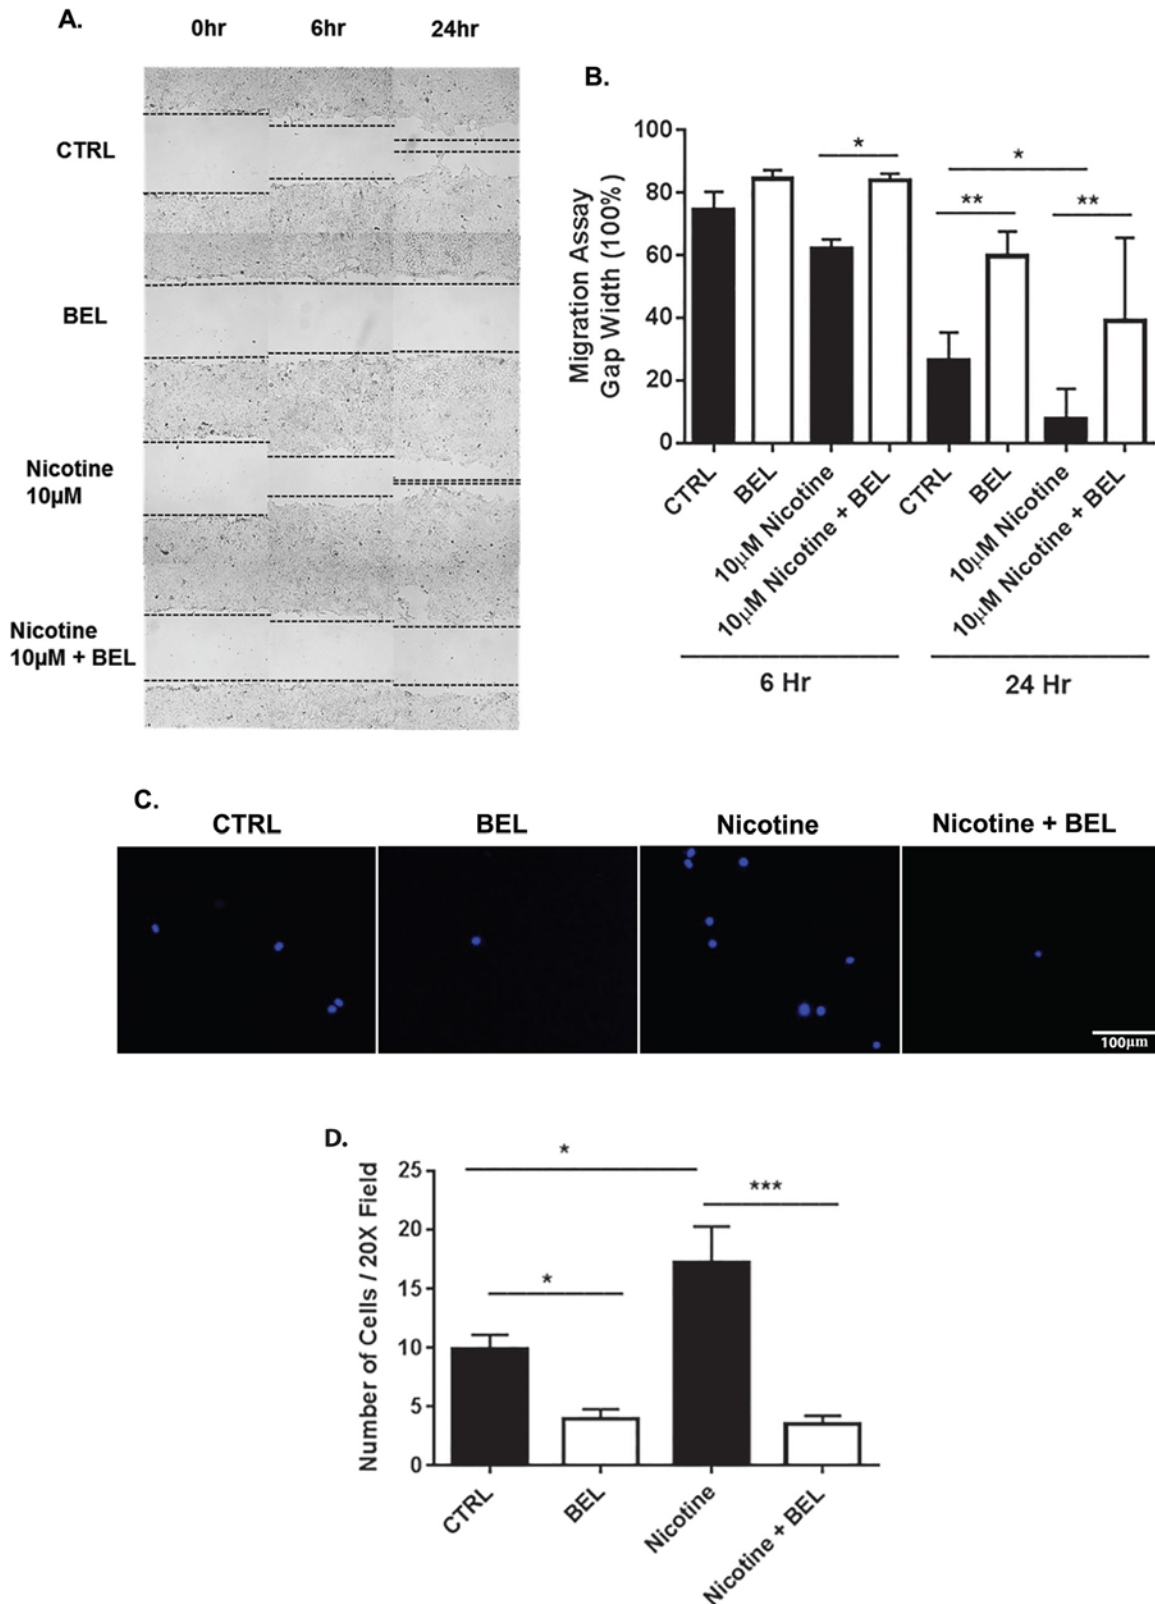 A.
0hr 6hr 24hr
CTRL
BEL
Nicotine
10μM
Nicotine
10μM + BEL
B.
Migration Assay
Gap Width (100%)
100
80
60
40
20
0
* * ** **
CTRL BEL 10μM Nicotine 10μM Nicotine + BEL CTRL BEL 10μM Nicotine 10μM Nicotine + BEL
6 Hr 24 Hr
C.
CTRL BEL Nicotine Nicotine + BEL
100μm
D.
Number of Cells / 20X Field
25
20
15
10
5
0
*
***
*
CTRL BEL Nicotine Nicotine + BEL